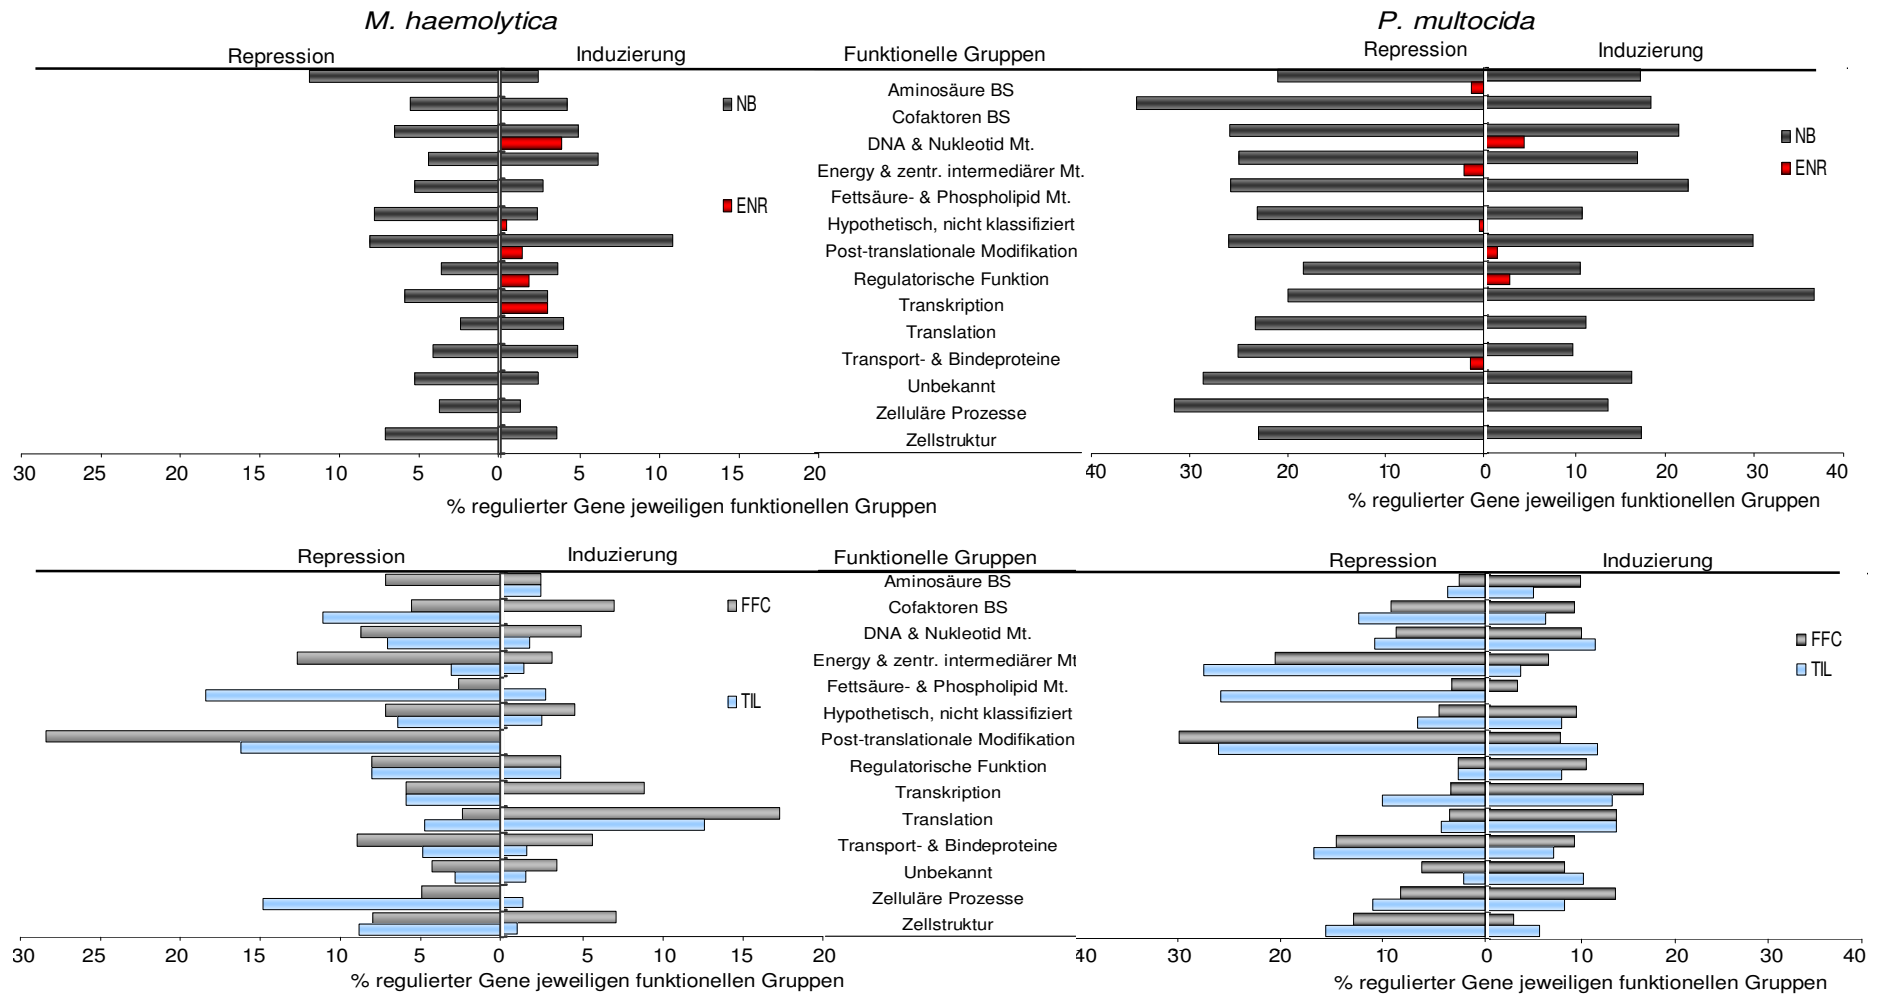 M. haemolytica P. multocida
Repression Induzierung Funktionelle Gruppen Repression Induzierung
Aminosäure BS
NB
Cofaktoren BS
NB
DNA & Nukleotid Mt.
Energy & zentr. intermediärer Mt.
ENR
Fettsäure- & Phospholipid Mt.
ENR
Hypothetisch, nicht klassifiziert
Post-translationale Modifikation
Regulatorische Funktion
Transkription
Translation
Transport- & Bindeproteine
Unbekannt
Zelluläre Prozesse
Zellstruktur
30 25 20 15 10 5 0 5 10 15 20 40 30 20 10 0 10 20 30 40
% regulierter Gene jeweiligen funktionellen Gruppen % regulierter Gene jeweiligen funktionellen Gruppen
Repression Induzierung Funktionelle Gruppen Repression Induzierung
Aminosäure BS
FFC Cofaktoren BS
DNA & Nukleotid Mt. FFC
Energy & zentr. intermediärer Mt
TIL
Fettsäure- & Phospholipid Mt.
TIL Hypothetisch, nicht klassifiziert
Post-translationale Modifikation
Regulatorische Funktion
Transkription
Translation
Transport- & Bindeproteine
Unbekannt
Zelluläre Prozesse
Zellstruktur
30 25 20 15 10 5 0 5 10 15 20 40 30 20 10 0 10 20 30 40
% regulierter Gene jeweiligen funktionellen Gruppen % regulierter Gene jeweiligen funktionellen Gruppen